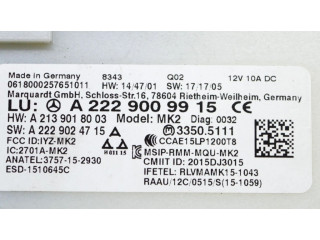 Made in Germany 8343 Q02 12V 10A DC
0618000257651011 HW: 14/47/01 SW: 17/17/05
Marquardt GmbH, Schloss-Str.16, 78604 Rietheim-Weilheim, Germany
LU: A 222 900 99 15 CE
HW: A 213 901 80 03 Model: MK2 Diag: 0032
SW: A 222 902 47 15 3350.5111
FCC ID:IYZ-MK2 CCAE15LP1200T8
IC:2701A-MK2 MSIP-RMM-MQU-MK2
ANATEL:3757-15-2930 CMIIT ID: 2015DJ3015
ESD-1510645C IFETEL: RLVMAMK15-1043
RAAU/12C/0515/S(15-1059)